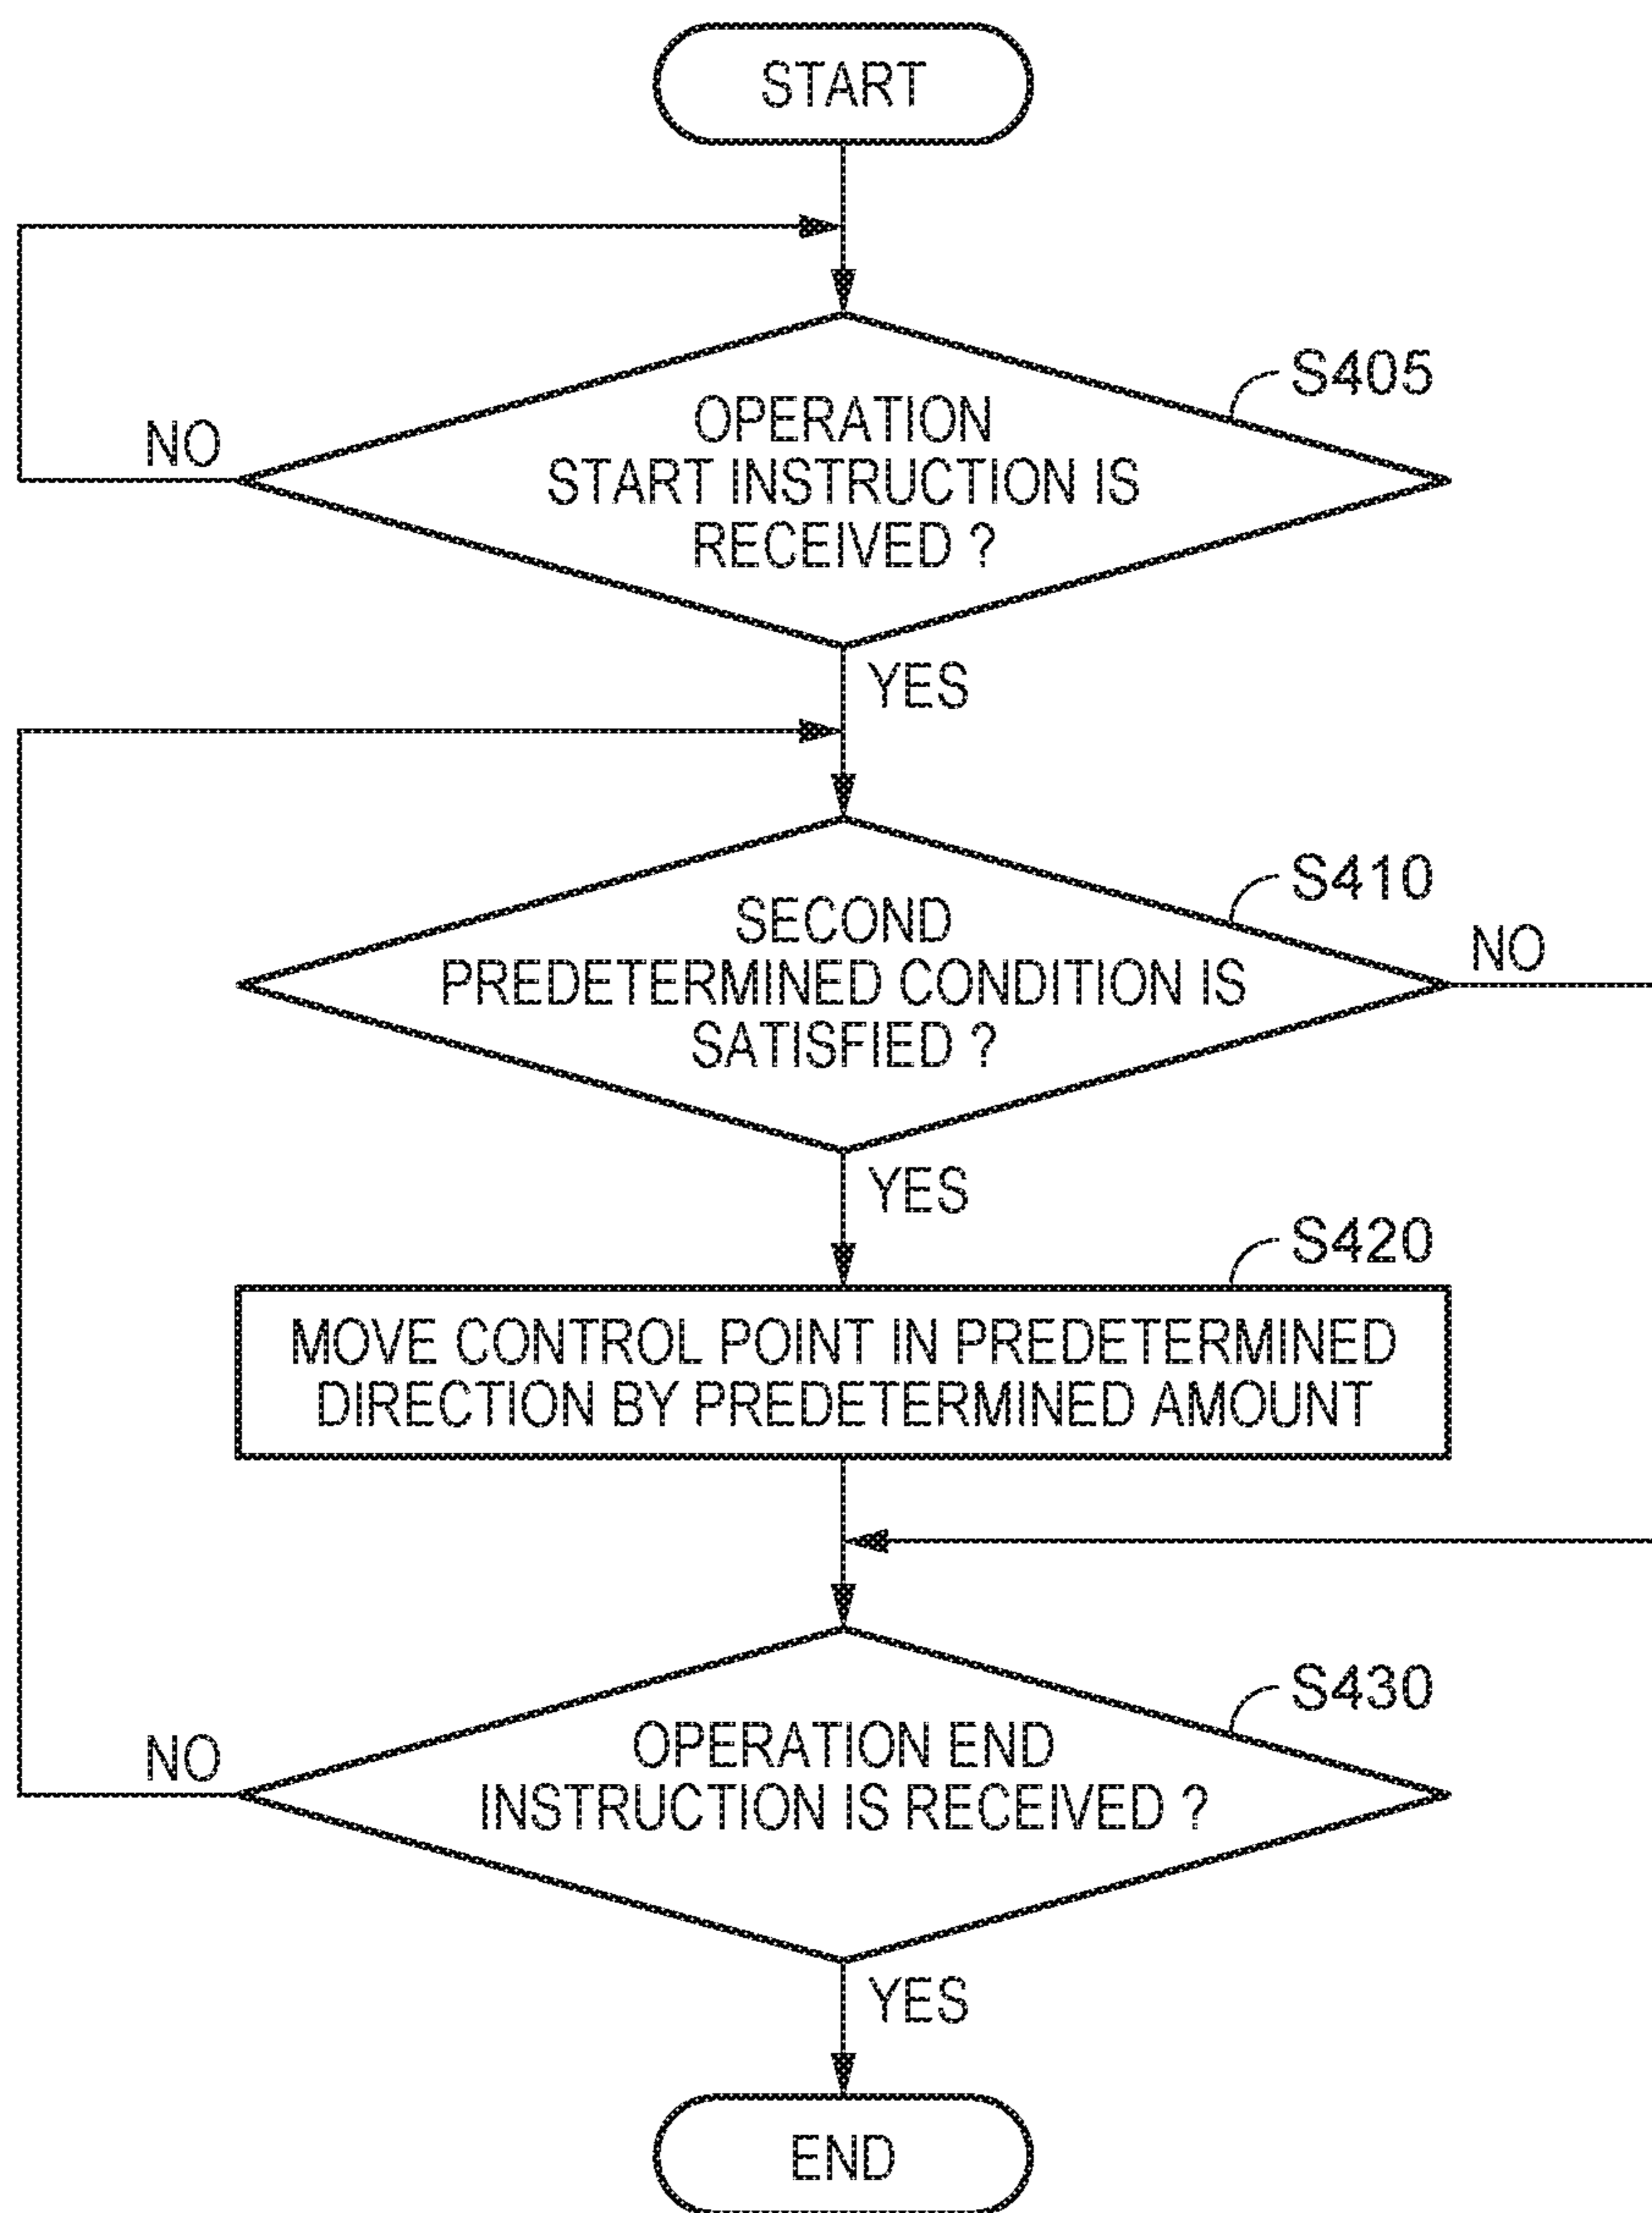 START
S405
OPERATION
START INSTRUCTION IS
RECEIVED ?
NO
YES
S410
SECOND
PREDETERMINED CONDITION IS
SATISFIED ?
NO
YES
S420
MOVE CONTROL POINT IN PREDETERMINED
DIRECTION BY PREDETERMINED AMOUNT
S430
OPERATION END
INSTRUCTION IS RECEIVED ?
NO
YES
END